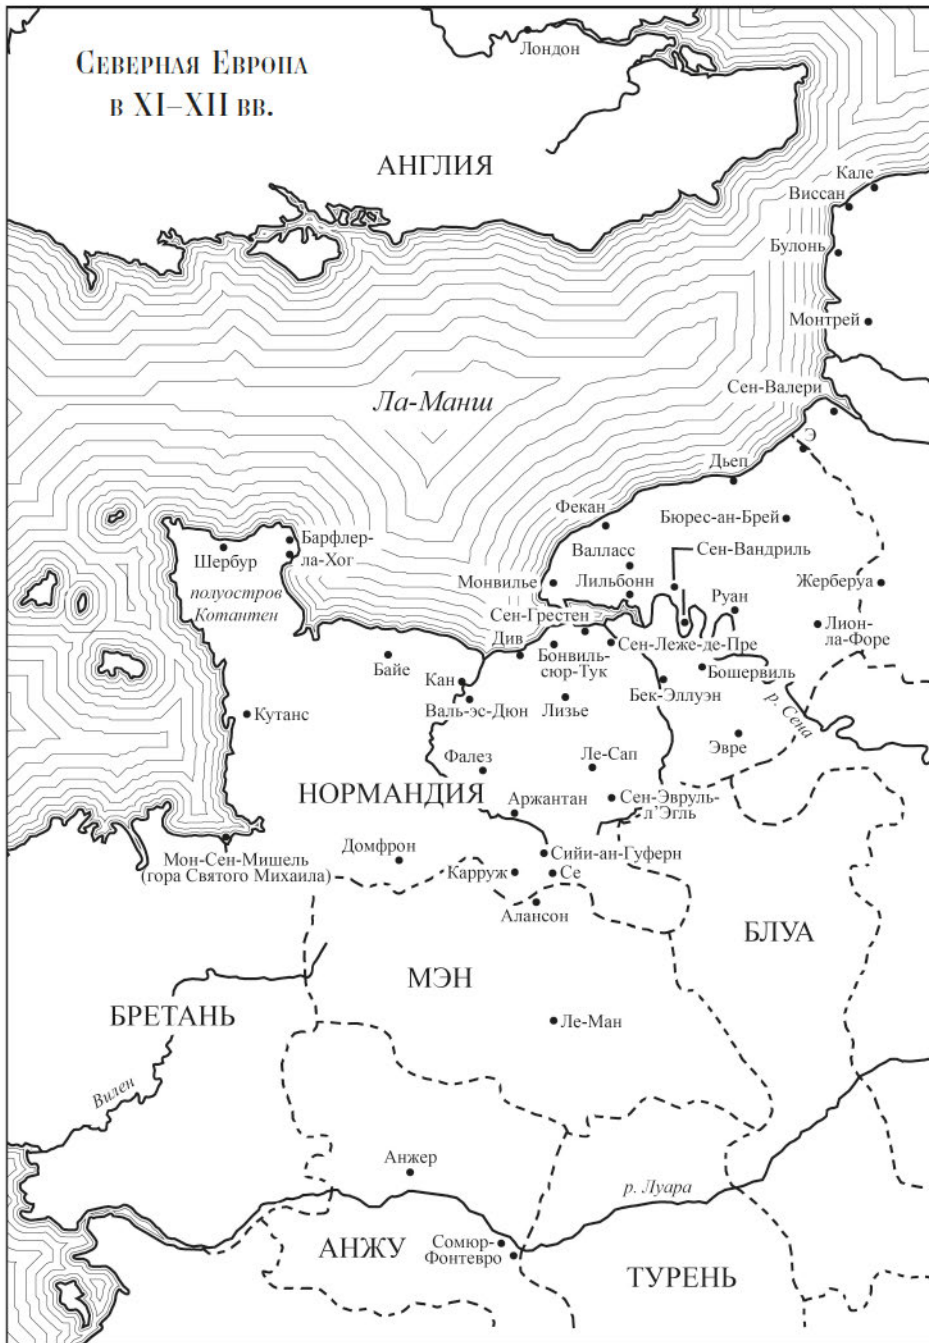 Северная Европа
в XI–XII вв.
Лондон
АНГЛИЯ
Кале
Виссан
Булонь
Монтрей
Сен-Валери
Ла-Манш
Э
Дьеп
Фекан
Бюрес-ан-Брей
Барфлер-
ла-Хог
Шербур
Валласс
Сен-Вандриль
полуостров
Котантен
Монвилье
Лильбонн
Жерберуа
Руан
Сен-Грестен
Лион-
ла-Форе
Див
Сен-Леже-де-Пре
Байе
Бонвиль-
сюр-Тук
Бошервиль
Кан
Бек-Эллуэн
р. Сена
Кутанс
Валь-эс-Дюн
Лизье
Эвре
Фалез
Ле-Сап
НОРМАНДИЯ
Аржантан
Сен-Эвруль-
л'Эгль
Домфрон
Сийи-ан-Гуферн
Мон-Сен-Мишель
(гора Святого Михаила)
Карруж
Се
Алансон
БЛУА
МЭН
БРЕТАНЬ
Ле-Ман
Вилен
Анжер
р. Луара
АНЖУ
Сомюр-
Фонтевро
ТУРЕНЬ